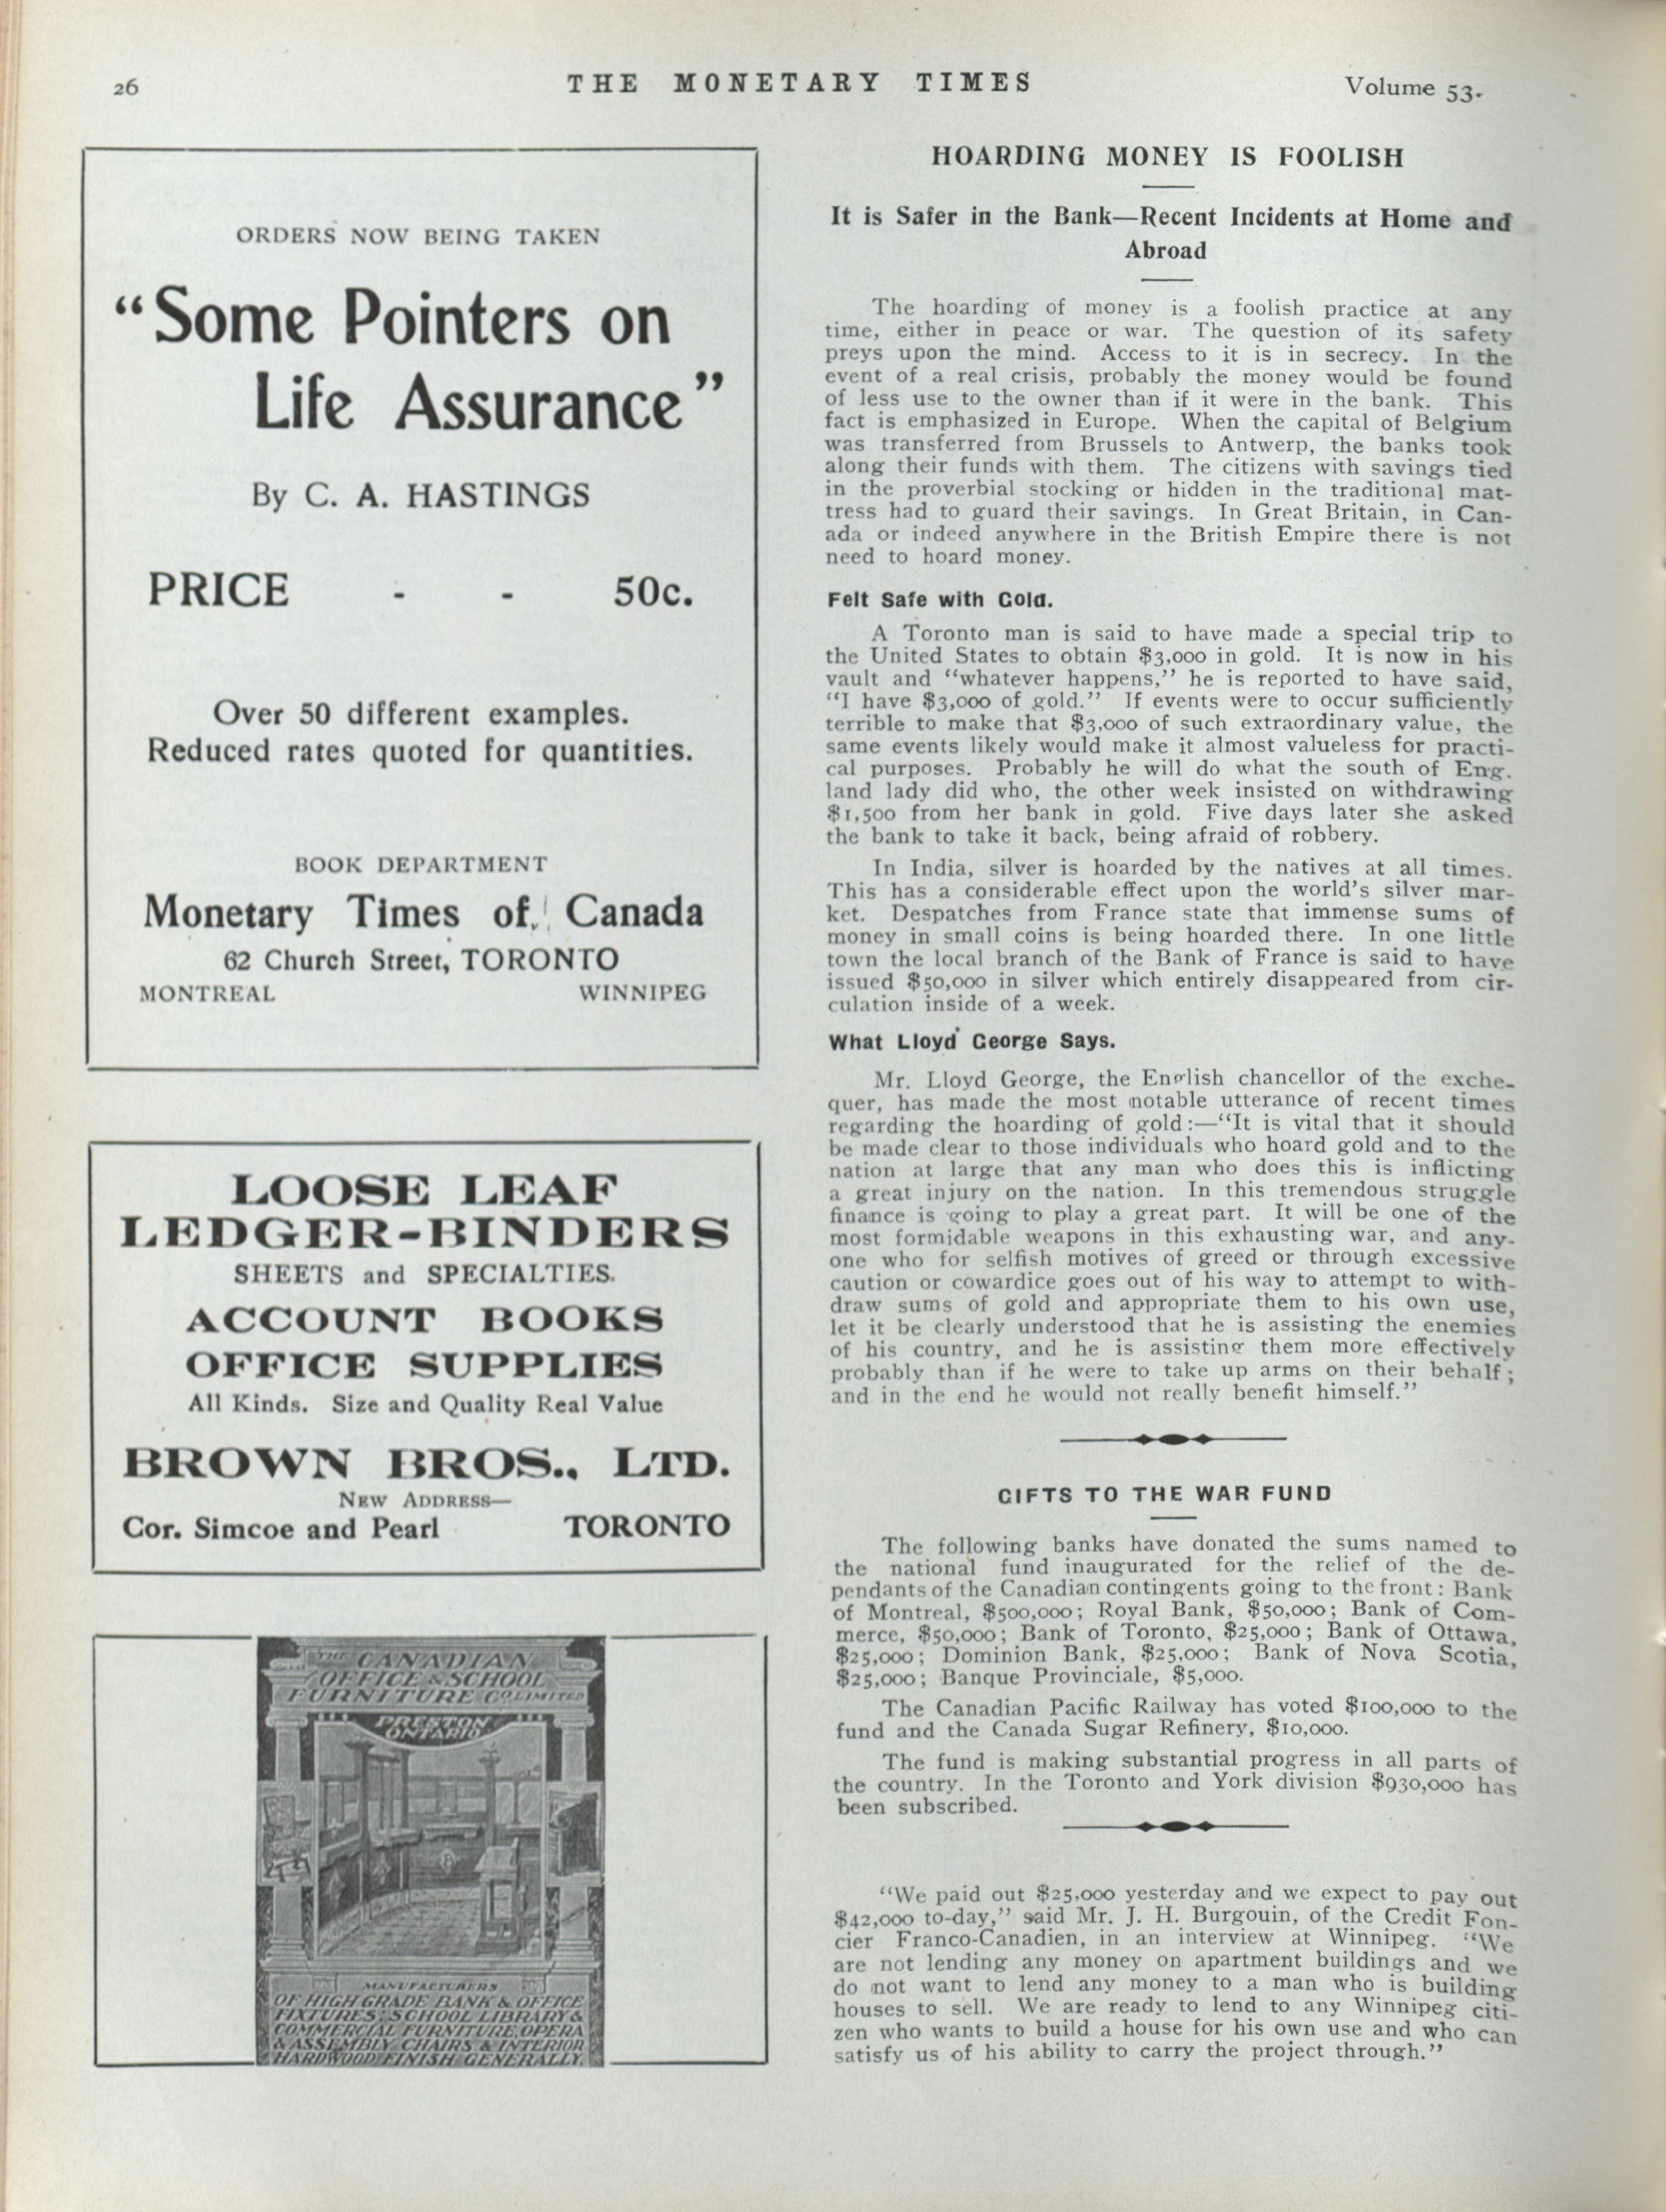 26
THE MONETARY TIMES
Volume 53.
ORDERS NOW BEING TAKEN
"Some Pointers on
Life Assurance"
By C. A. HASTINGS
PRICE - - 50c.
Over 50 different examples.
Reduced rates quoted for quantities.
BOOK DEPARTMENT
Monetary Times of Canada
62 Church Street, TORONTO
MONTREAL WINNIPEG
LOOSE LEAF
LEDGER-BINDERS
SHEETS and SPECIALTIES.
ACCOUNT BOOKS
OFFICE SUPPLIES
All Kinds. Size and Quality Real Value
BROWN BROS., LTD.
NEW ADDRESS—
Cor. Simcoe and Pearl TORONTO
THE CANADIAN
OFFICE & SCHOOL
FURNITURE CO. LIMITED
PRESTON
ONTARIO
MANUFACTURERS
OF HIGH GRADE BANK & OFFICE
FIXTURES, SCHOOL, LIBRARY &
COMMERCIAL FURNITURE, OPERA
& ASSEMBLY CHAIRS & INTERIOR
HARDWOOD FINISH GENERALLY.
HOARDING MONEY IS FOOLISH
It is Safer in the Bank—Recent Incidents at Home and
Abroad
The hoarding of money is a foolish practice at any
time, either in peace or war. The question of its safety
preys upon the mind. Access to it is in secrecy. In the
event of a real crisis, probably the money would be found
of less use to the owner than if it were in the bank. This
fact is emphasized in Europe. When the capital of Belgium
was transferred from Brussels to Antwerp, the banks took
along their funds with them. The citizens with savings tied
in the proverbial stocking or hidden in the traditional mat-
tress had to guard their savings. In Great Britain, in Can-
ada or indeed anywhere in the British Empire there is not
need to hoard money.
Felt Safe with Gold.
A Toronto man is said to have made a special trip to
the United States to obtain $3,000 in gold. It is now in his
vault and "whatever happens," he is reported to have said,
"I have $3,000 of gold." If events were to occur sufficiently
terrible to make that $3,000 of such extraordinary value, the
same events likely would make it almost valueless for practi-
cal purposes. Probably he will do what the south of Eng.
land lady did who, the other week insisted on withdrawing
$1,500 from her bank in gold. Five days later she asked
the bank to take it back, being afraid of robbery.
In India, silver is hoarded by the natives at all times.
This has a considerable effect upon the world's silver mar-
ket. Despatches from France state that immense sums of
money in small coins is being hoarded there. In one little
town the local branch of the Bank of France is said to have
issued $50,000 in silver which entirely disappeared from cir-
culation inside of a week.
What Lloyd George Says.
Mr. Lloyd George, the English chancellor of the exche-
quer, has made the most notable utterance of recent times
regarding the hoarding of gold:—"It is vital that it should
be made clear to those individuals who hoard gold and to the
nation at large that any man who does this is inflicting
a great injury on the nation. In this tremendous struggle
finance is going to play a great part. It will be one of the
most formidable weapons in this exhausting war, and any-
one who for selfish motives of greed or through excessive
caution or cowardice goes out of his way to attempt to with-
draw sums of gold and appropriate them to his own use,
let it be clearly understood that he is assisting the enemies
of his country, and he is assisting them more effectively
probably than if he were to take up arms on their behalf;
and in the end he would not really benefit himself."
GIFTS TO THE WAR FUND
The following banks have donated the sums named to
the national fund inaugurated for the relief of the de-
pendants of the Canadian contingents going to the front: Bank
of Montreal, $500,000; Royal Bank, $50,000; Bank of Com-
merce, $50,000; Bank of Toronto, $25,000; Bank of Ottawa,
$25,000; Dominion Bank, $25,000; Bank of Nova Scotia,
$25,000; Banque Provinciale, $5,000.
The Canadian Pacific Railway has voted $100,000 to the
fund and the Canada Sugar Refinery, $10,000.
The fund is making substantial progress in all parts of
the country. In the Toronto and York division $930,000 has
been subscribed.
"We paid out $25,000 yesterday and we expect to pay out
$42,000 to-day," said Mr. J. H. Burgouin, of the Credit Fon-
cier Franco-Canadien, in an interview at Winnipeg. "We
are not lending any money on apartment buildings and we
do not want to lend any money to a man who is building
houses to sell. We are ready to lend to any Winnipeg citi-
zen who wants to build a house for his own use and who can
satisfy us of his ability to carry the project through."